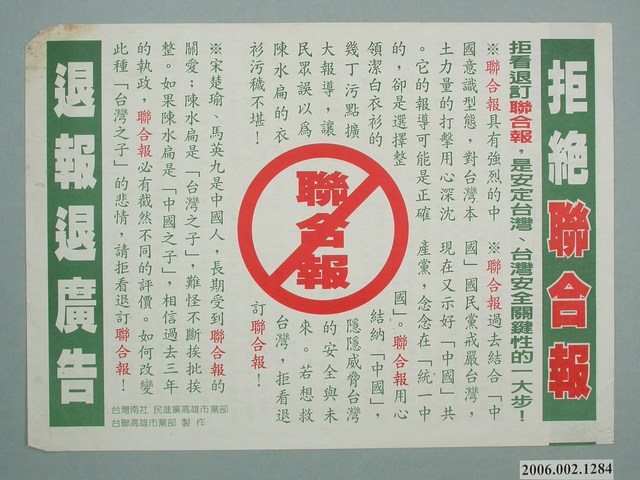 拒絕聯合報
拒看退訂聯合報，是安定台灣、台灣安全關鍵性的一大步！
※聯合報具有強烈的中
國意識型態，對台灣本
土力量的打擊用心深沈
。它的報導可能是正確
的，卻是選擇整
領潔白衣衫的
幾丁污點擴
大報導，讓
民眾誤以為
陳水扁的衣
衫污穢不堪！
※聯合報過去結合「中
國」國民黨戒嚴台灣，
現在又示好「中國」共
產黨，念念在「統一中
國」。聯合報用心
結納「中國」，
隱隱威脅台灣
的安全與未
來。若想救
台灣，拒看退
訂聯合報！
聯合報
※宋楚瑜、馬英九是中國人，長期受到聯合報的
關愛；陳水扁是「台灣之子」，難怪不斷挨批挨
整。如果陳水扁是「中國之子」，相信過去三年
的執政，聯合報必有截然不同的評價。如何改變
此種「台灣之子」的悲情，請拒看退訂聯合報！
台灣南社 民進黨高雄市黨部
台聯高雄市黨部 製 作
退報退廣告
2006.002.1284